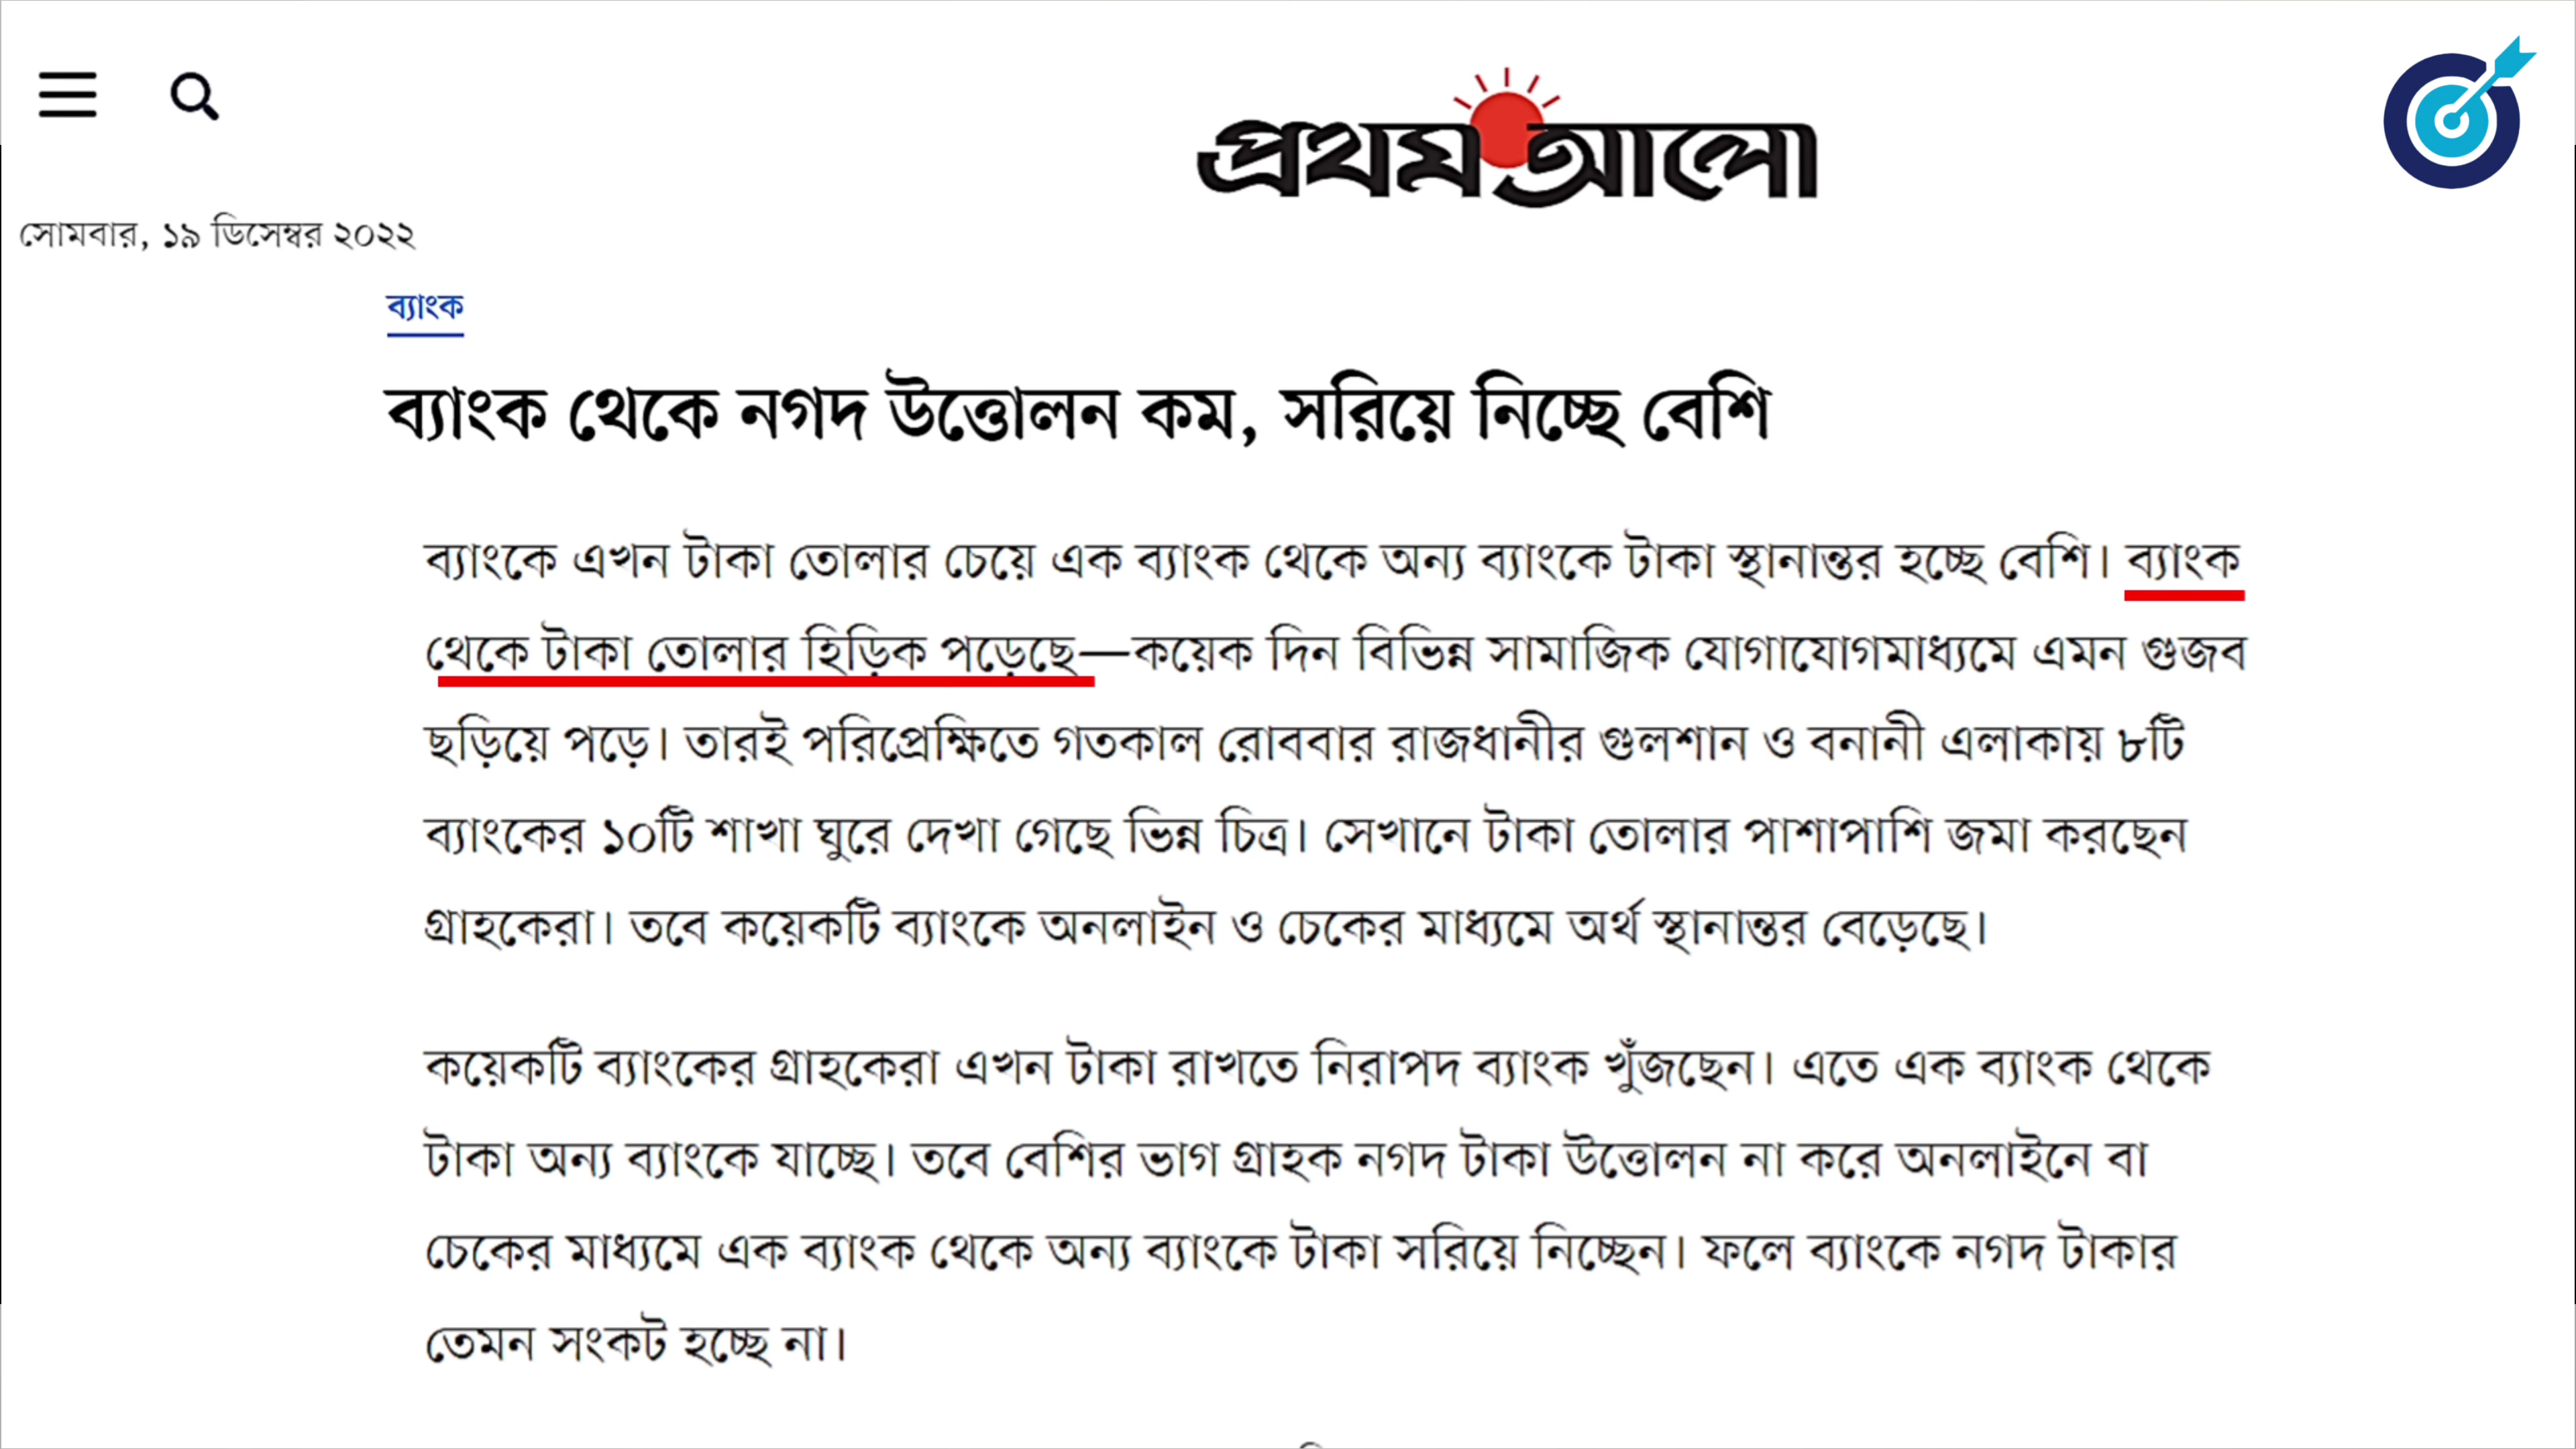 প্রথম আলো
সোমবার, ১৯ ডিসেম্বর ২০২২
ব্যাংক
ব্যাংক থেকে নগদ উত্তোলন কম, সরিয়ে নিচ্ছে বেশি
ব্যাংকে এখন টাকা তোলার চেয়ে এক ব্যাংক থেকে অন্য ব্যাংকে টাকা স্থানান্তর হচ্ছে বেশি। ব্যাংক
থেকে টাকা তোলার হিড়িক পড়েছে—কয়েক দিন বিভিন্ন সামাজিক যোগাযোগমাধ্যমে এমন গুজব
ছড়িয়ে পড়ে। তারই পরিপ্রেক্ষিতে গতকাল রোববার রাজধানীর গুলশান ও বনানী এলাকায় ৮টি
ব্যাংকের ১০টি শাখা ঘুরে দেখা গেছে ভিন্ন চিত্র। সেখানে টাকা তোলার পাশাপাশি জমা করছেন
গ্রাহকেরা। তবে কয়েকটি ব্যাংকে অনলাইন ও চেকের মাধ্যমে অর্থ স্থানান্তর বেড়েছে।
কয়েকটি ব্যাংকের গ্রাহকেরা এখন টাকা রাখতে নিরাপদ ব্যাংক খুঁজছেন। এতে এক ব্যাংক থেকে
টাকা অন্য ব্যাংকে যাচ্ছে। তবে বেশির ভাগ গ্রাহক নগদ টাকা উত্তোলন না করে অনলাইনে বা
চেকের মাধ্যমে এক ব্যাংক থেকে অন্য ব্যাংকে টাকা সরিয়ে নিচ্ছেন। ফলে ব্যাংকে নগদ টাকার
তেমন সংকট হচ্ছে না।